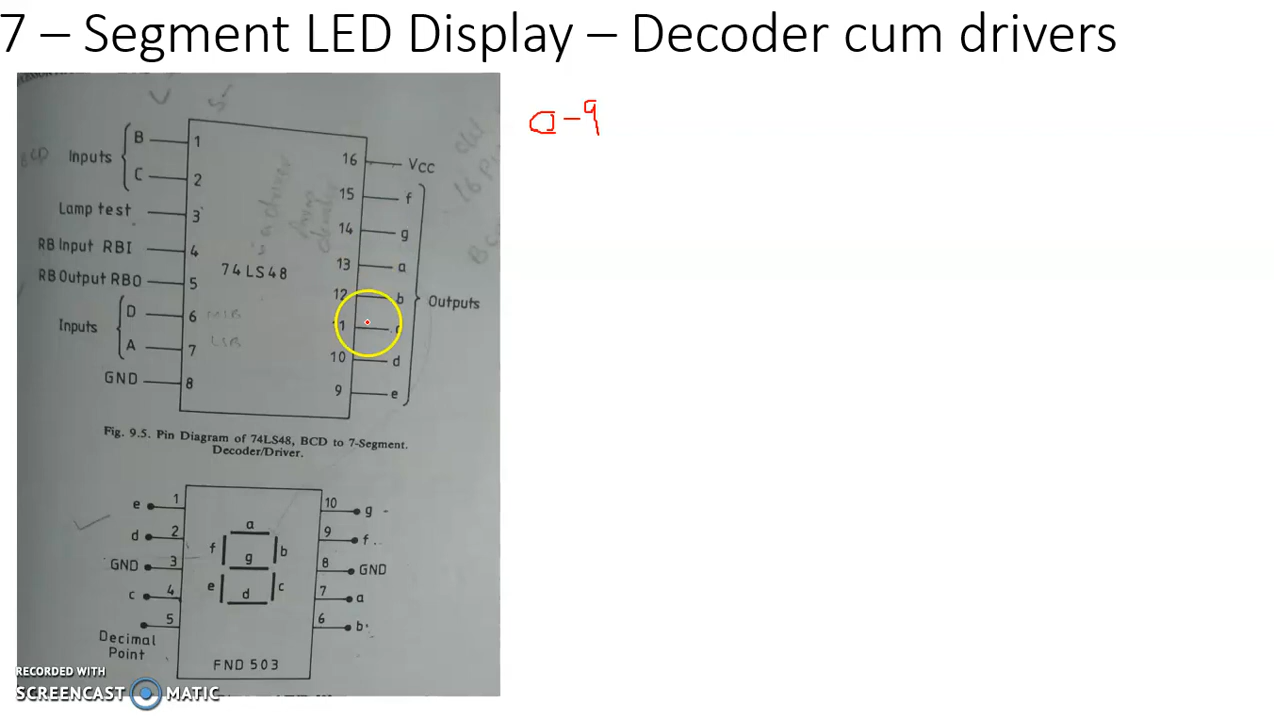 7 – Segment LED Display – Decoder cum drivers
0-9
Inputs
B
C
Lamp test
RB Input RBI
RB Output RBO
Inputs
D
A
GND
1
2
3
4
5
6
7
8
74LS48
16
15
14
13
12
11
10
9
Vcc
f
g
a
b
d
e
Outputs
Fig. 9.5. Pin Diagram of 74LS48, BCD to 7-Segment.
Decoder/Driver.
e 1
d 2
GND 3
c 4
5
Decimal
Point
a
f
b
g
e
c
d
FND 503
10 g
9 f
8 GND
7 a
6 b
RECORDED WITH
SCREENCAST MATIC